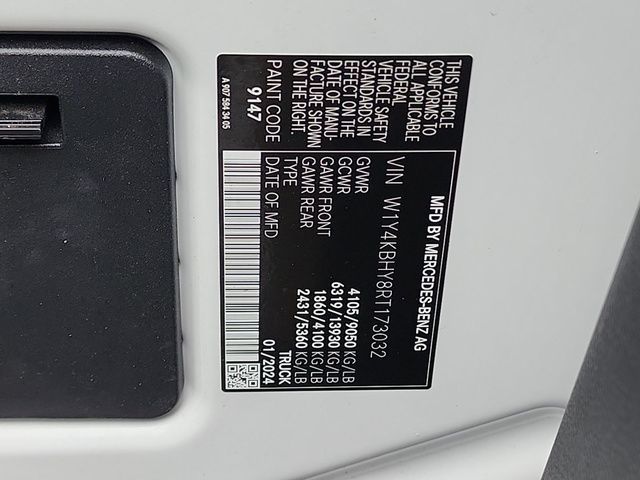 MFD BY MERCEDES-BENZ AG
VIN W1Y4KBHY8RT173032
GVWR 4105/9050 KG/LB
GCWR 6319/13930 KG/LB
GAWR FRONT 1860/4100 KG/LB
GAWR REAR 2431/5360 KG/LB
TYPE TRUCK
DATE OF MFD 01/2024
THIS VEHICLE
CONFORMS TO
ALL APPLICABLE
FEDERAL
VEHICLE SAFETY
STANDARDS IN
EFFECT ON THE
DATE OF MANU-
FACTURE SHOWN
ON THE RIGHT.
PAINT CODE
9147
A 907 584 34 05